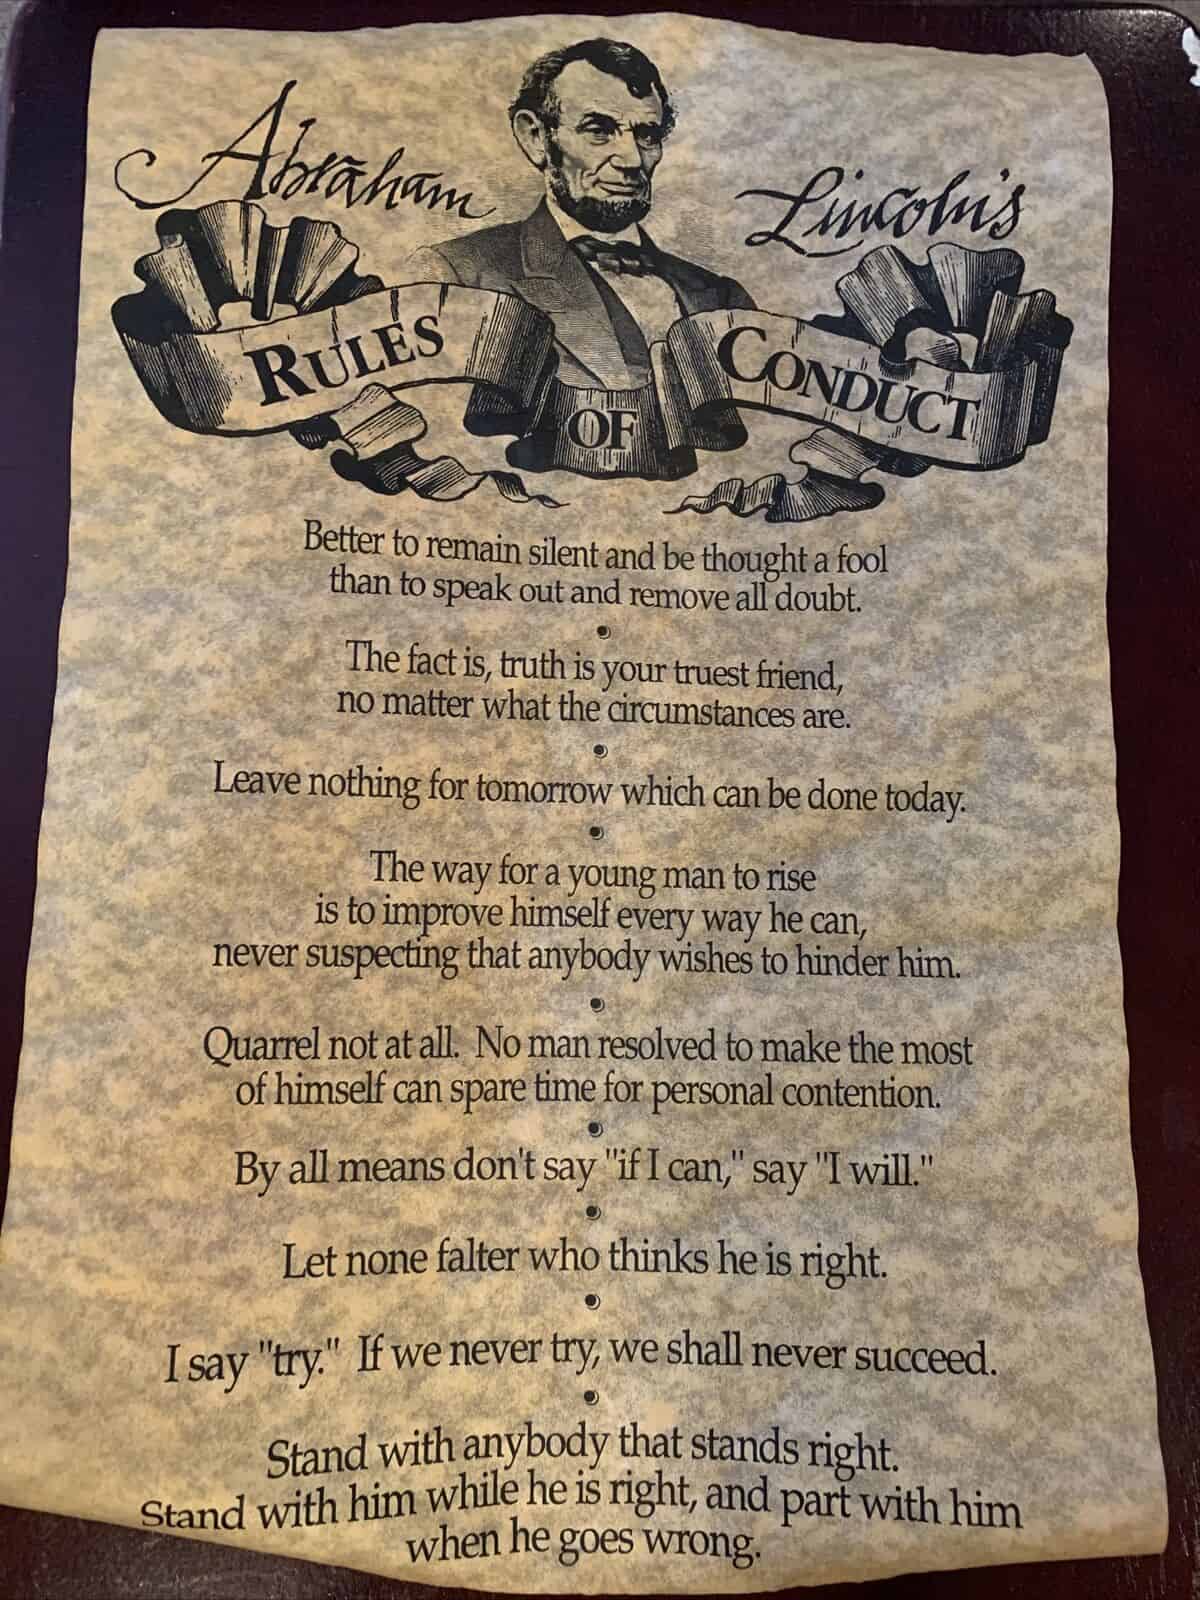 Abraham Lincoln's
RULES OF CONDUCT
Better to remain silent and be thought a fool
than to speak out and remove all doubt.
The fact is, truth is your truest friend,
no matter what the circumstances are.
Leave nothing for tomorrow which can be done today.
The way for a young man to rise
is to improve himself every way he can,
never suspecting that anybody wishes to hinder him.
Quarrel not at all. No man resolved to make the most
of himself can spare time for personal contention.
By all means don't say "if I can," say "I will."
Let none falter who thinks he is right.
I say "try." If we never try, we shall never succeed.
Stand with anybody that stands right.
Stand with him while he is right, and part with him
when he goes wrong.